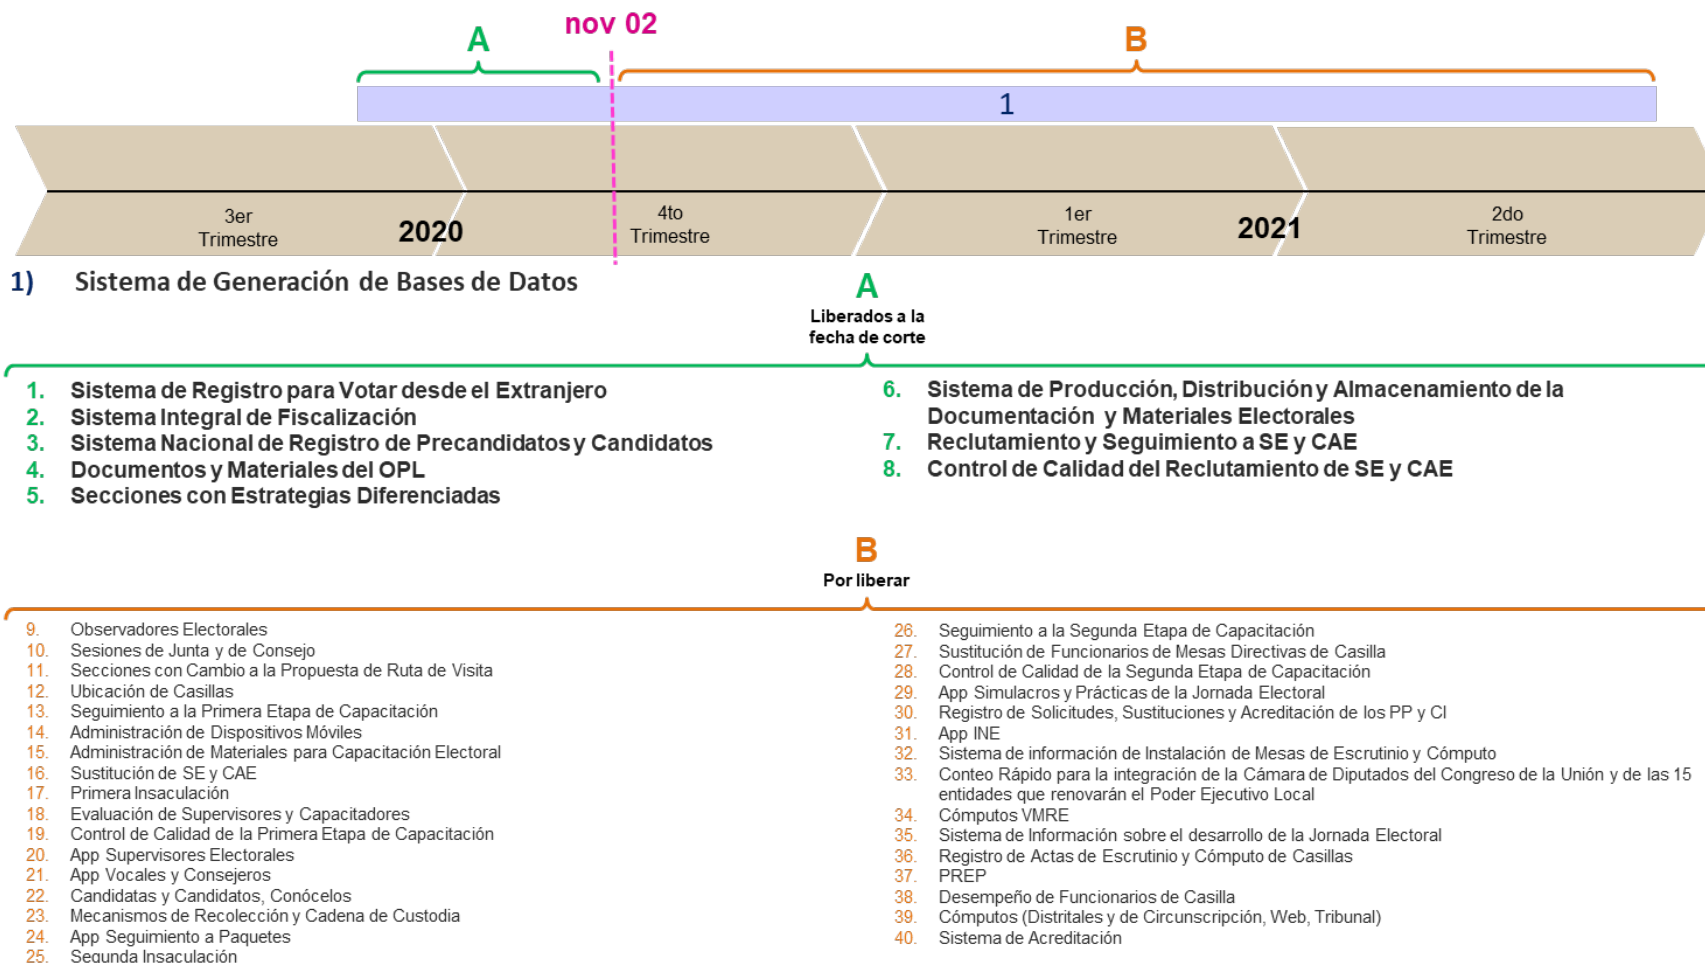 nov 02
A
B
1
3er
Trimestre
2020
4to
Trimestre
1er
Trimestre
2021
2do
Trimestre
1) Sistema de Generación de Bases de Datos
A
Liberados a la
fecha de corte
1. Sistema de Registro para Votar desde el Extranjero
2. Sistema Integral de Fiscalización
3. Sistema Nacional de Registro de Precandidatos y Candidatos
4. Documentos y Materiales del OPL
5. Secciones con Estrategias Diferenciadas
6. Sistema de Producción, Distribución y Almacenamiento de la
Documentación y Materiales Electorales
7. Reclutamiento y Seguimiento a SE y CAE
8. Control de Calidad del Reclutamiento de SE y CAE
B
Por liberar
9. Observadores Electorales
10. Sesiones de Junta y de Consejo
11. Secciones con Cambio a la Propuesta de Ruta de Visita
12. Ubicación de Casillas
13. Seguimiento a la Primera Etapa de Capacitación
14. Administración de Dispositivos Móviles
15. Administración de Materiales para Capacitación Electoral
16. Sustitución de SE y CAE
17. Primera Insaculación
18. Evaluación de Supervisores y Capacitadores
19. Control de Calidad de la Primera Etapa de Capacitación
20. App Supervisores Electorales
21. App Vocales y Consejeros
22. Candidatas y Candidatos, Conócelos
23. Mecanismos de Recolección y Cadena de Custodia
24. App Seguimiento a Paquetes
25. Segunda Insaculación
26. Seguimiento a la Segunda Etapa de Capacitación
27. Sustitución de Funcionarios de Mesas Directivas de Casilla
28. Control de Calidad de la Segunda Etapa de Capacitación
29. App Simulacros y Prácticas de la Jornada Electoral
30. Registro de Solicitudes, Sustituciones y Acreditación de los PP y CI
31. App INE
32. Sistema de información de Instalación de Mesas de Escrutinio y Cómputo
33. Conteo Rápido para la integración de la Cámara de Diputados del Congreso de la Unión y de las 15
entidades que renovarán el Poder Ejecutivo Local
34. Cómputos VMRE
35. Sistema de Información sobre el desarrollo de la Jornada Electoral
36. Registro de Actas de Escrutinio y Cómputo de Casillas
37. PREP
38. Desempeño de Funcionarios de Casilla
39. Cómputos (Distritales y de Circunscripción, Web, Tribunal)
40. Sistema de Acreditación